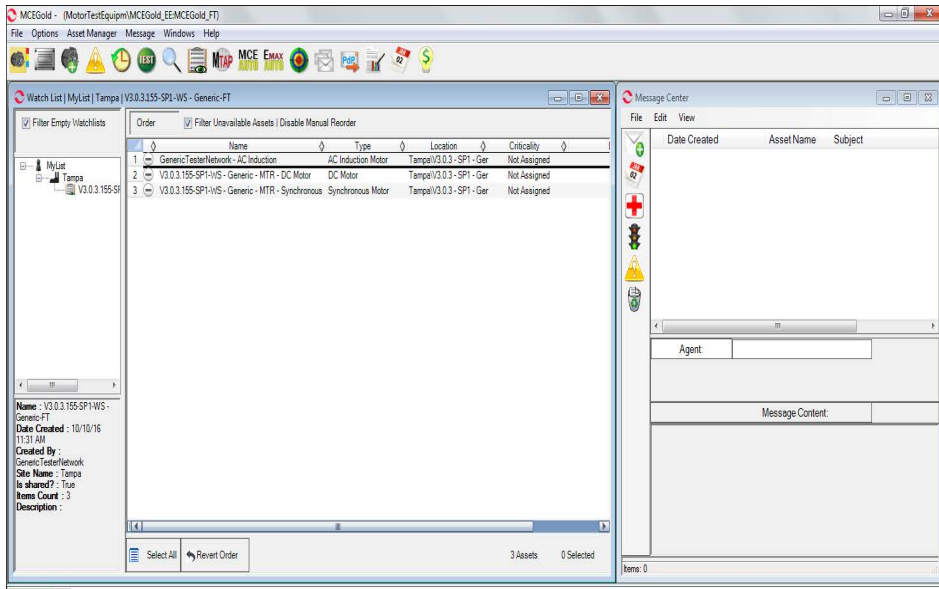 MCEGold - (MotorTestEquipm\MCEGold_EE:MCEGold_FT)
File Options Asset Manager Message Windows Help
TEST MTAP MCE AUTO EMAX AUTO 02 PdP 02
Watch List | MyList | Tampa | V3.0.3.155-SP1-WS - Generic-FT
Filter Empty Watchlists
Order Filter Unavailable Assets | Disable Manual Reorder
Name Type Location Criticality
1 GenericTesterNetwork - AC Induction AC Induction Motor Tampa\V3.0.3 - SP1 - Ger Not Assigned
2 V3.0.3.155-SP1-WS - Generic - MTR - DC Motor DC Motor Tampa\V3.0.3 - SP1 - Ger Not Assigned
3 V3.0.3.155-SP1-WS - Generic - MTR - Synchronous Synchronous Motor Tampa\V3.0.3 - SP1 - Ger Not Assigned
MyList
Tampa
V3.0.3.155-SF
Name : V3.0.3.155-SP1-WS -
Generic-FT
Date Created : 10/10/16
11:31 AM
Created By :
GenericTesterNetwork
Site Name : Tampa
Is shared? : True
Items Count : 3
Description :
Select All Revert Order 3 Assets 0 Selected
Message Center
File Edit View
Date Created Asset Name Subject
02
Agent:
Message Content:
Items: 0